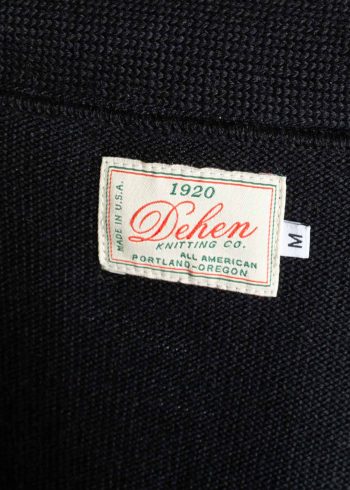 1920
MADE IN U.S.A.
Dehen
KNITTING CO.
ALL AMERICAN
PORTLAND-OREGON
M